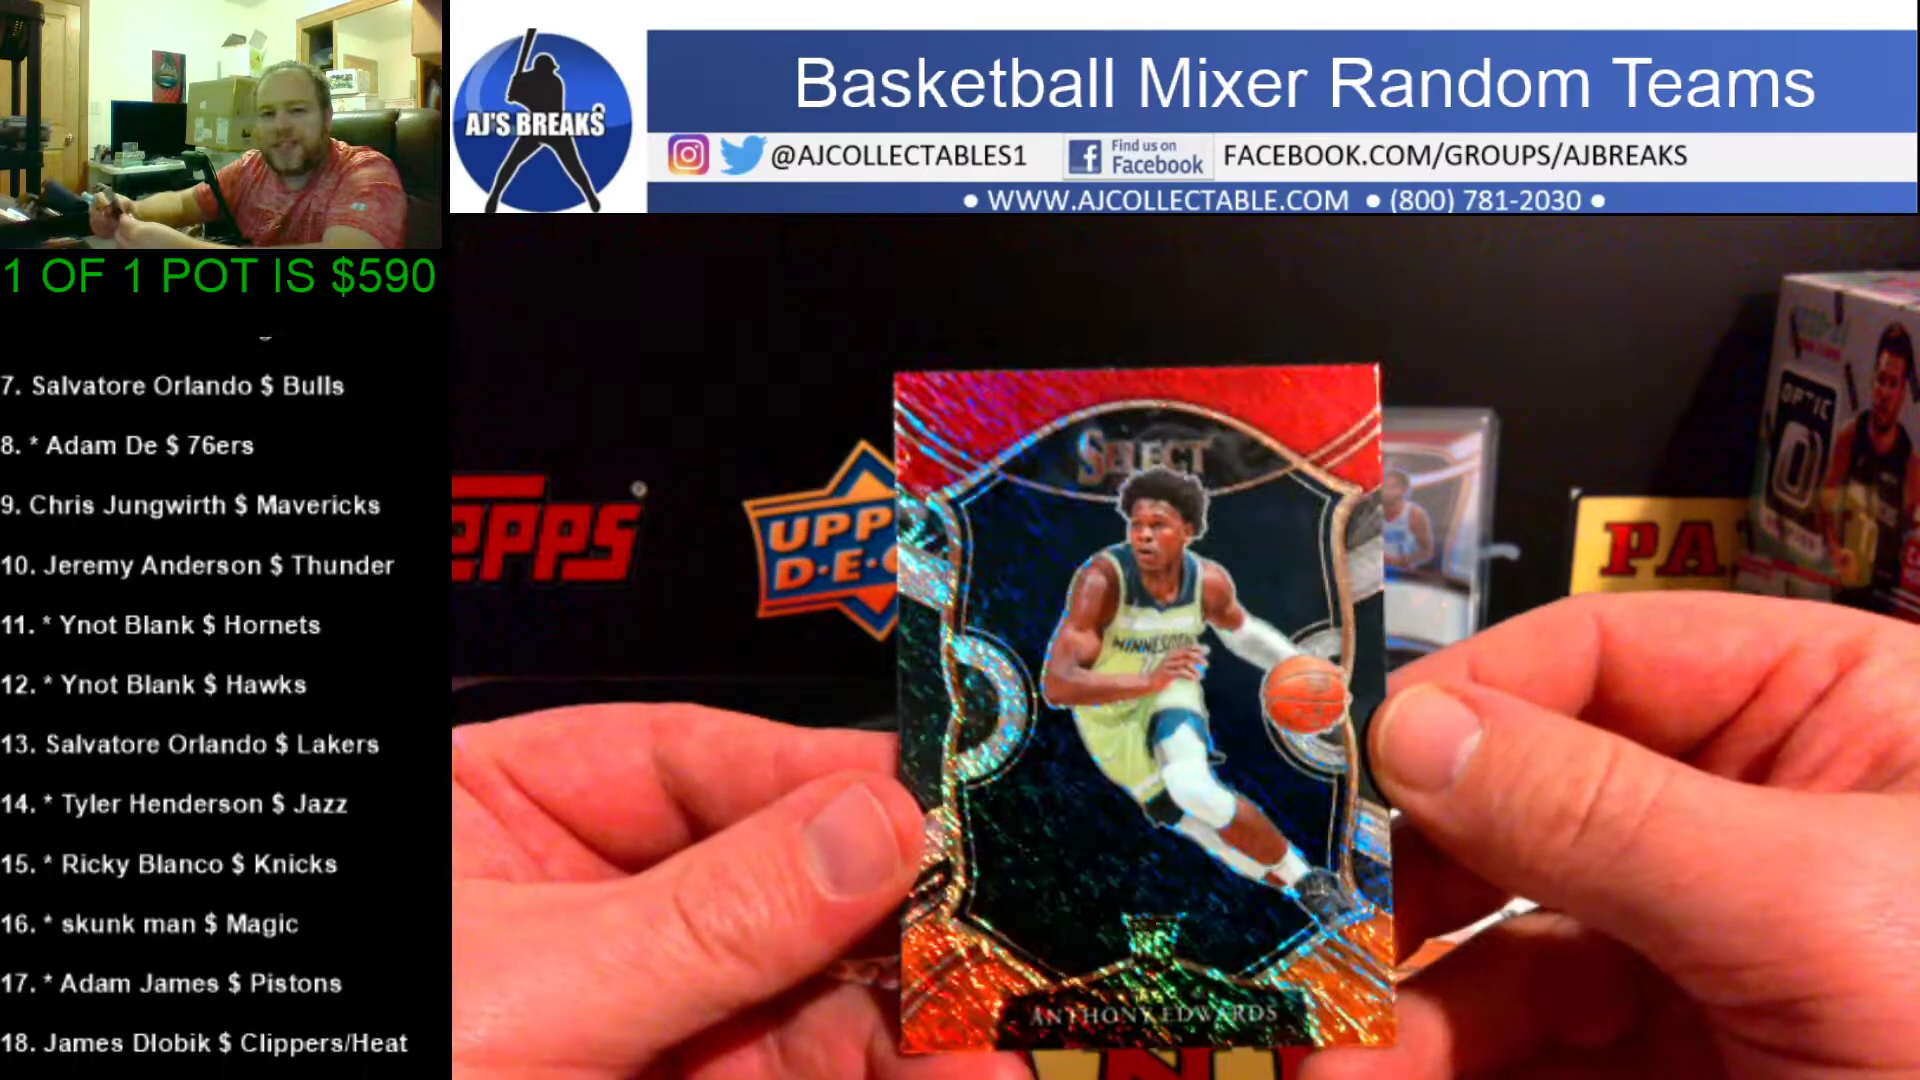 AJ'S BREAKS
Basketball Mixer Random Teams
@AJCOLLECTABLES1
Find us on
Facebook
FACEBOOK.COM/GROUPS/AJBREAKS
● WWW.AJCOLLECTABLE.COM ● (800) 781-2030 ●
1 OF 1 POT IS $590
7. Salvatore Orlando $ Bulls
8. * Adam De $ 76ers
9. Chris Jungwirth $ Mavericks
10. Jeremy Anderson $ Thunder
11. * Ynot Blank $ Hornets
12. * Ynot Blank $ Hawks
13. Salvatore Orlando $ Lakers
14. * Tyler Henderson $ Jazz
15. * Ricky Blanco $ Knicks
16. * skunk man $ Magic
17. * Adam James $ Pistons
18. James Dlobik $ Clippers/Heat
SELECT
MINNESOTA
ANTHONY EDWARDS
OPTIC